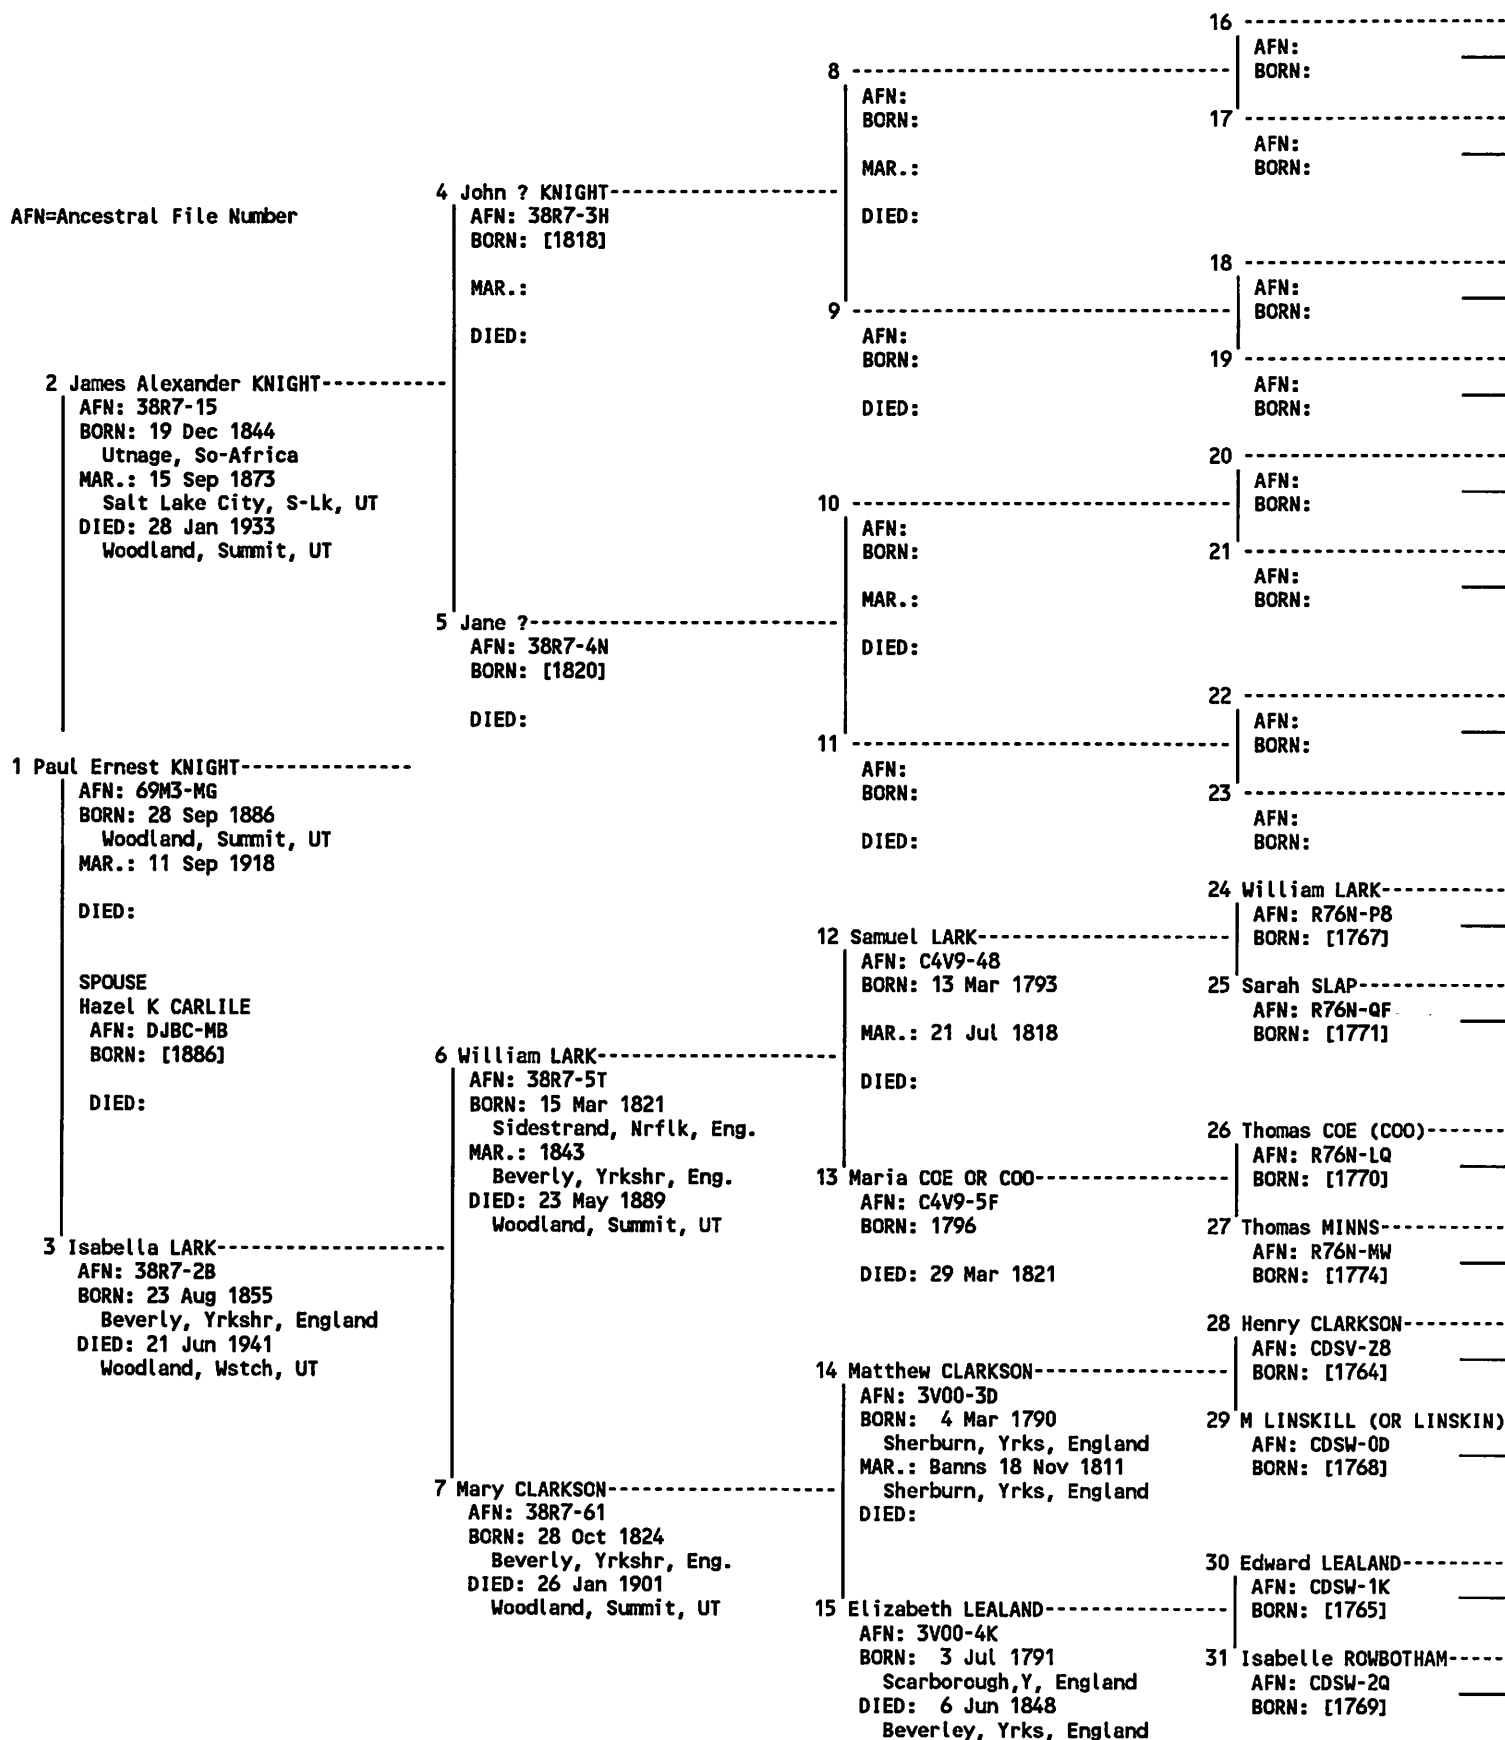 AFN=Ancestral File Number
1 Paul Ernest KNIGHT
AFN: 69M3-MG
BORN: 28 Sep 1886
Woodland, Summit, UT
MAR.: 11 Sep 1918
DIED:
SPOUSE
Hazel K CARLILE
AFN: DJBC-MB
BORN: [1886]
DIED:
2 James Alexander KNIGHT
AFN: 38R7-15
BORN: 19 Dec 1844
Utnage, So-Africa
MAR.: 15 Sep 1873
Salt Lake City, S-Lk, UT
DIED: 28 Jan 1933
Woodland, Summit, UT
3 Isabella LARK
AFN: 38R7-2B
BORN: 23 Aug 1855
Beverly, Yrkshr, England
DIED: 21 Jun 1941
Woodland, Wstch, UT
4 John ? KNIGHT
AFN: 38R7-3H
BORN: [1818]
MAR.:
DIED:
5 Jane ?
AFN: 38R7-4N
BORN: [1820]
DIED:
6 William LARK
AFN: 38R7-5T
BORN: 15 Mar 1821
Sidestrand, Nrflk, Eng.
MAR.: 1843
Beverly, Yrkshr, Eng.
DIED: 23 May 1889
Woodland, Summit, UT
7 Mary CLARKSON
AFN: 38R7-61
BORN: 28 Oct 1824
Beverly, Yrkshr, Eng.
DIED: 26 Jan 1901
Woodland, Summit, UT
8
AFN:
BORN:
MAR.:
DIED:
9
AFN:
BORN:
DIED:
10
AFN:
BORN:
MAR.:
DIED:
11
AFN:
BORN:
DIED:
12 Samuel LARK
AFN: C4V9-48
BORN: 13 Mar 1793
MAR.: 21 Jul 1818
DIED:
13 Maria COE OR COO
AFN: C4V9-5F
BORN: 1796
DIED: 29 Mar 1821
14 Matthew CLARKSON
AFN: 3V00-3D
BORN: 4 Mar 1790
Sherburn, Yrks, England
MAR.: Banns 18 Nov 1811
Sherburn, Yrks, England
DIED:
15 Elizabeth LEALAND
AFN: 3V00-4K
BORN: 3 Jul 1791
Scarborough,Y, England
DIED: 6 Jun 1848
Beverley, Yrks, England
16
AFN:
BORN:
17
AFN:
BORN:
18
AFN:
BORN:
19
AFN:
BORN:
20
AFN:
BORN:
21
AFN:
BORN:
22
AFN:
BORN:
23
AFN:
BORN:
24 William LARK
AFN: R76N-P8
BORN: [1767]
25 Sarah SLAP
AFN: R76N-QF
BORN: [1771]
26 Thomas COE (COO)
AFN: R76N-LQ
BORN: [1770]
27 Thomas MINNS
AFN: R76N-MW
BORN: [1774]
28 Henry CLARKSON
AFN: CDSV-Z8
BORN: [1764]
29 M LINSKILL (OR LINSKIN)
AFN: CDSW-0D
BORN: [1768]
30 Edward LEALAND
AFN: CDSW-1K
BORN: [1765]
31 Isabelle ROWBOTHAM
AFN: CDSW-2Q
BORN: [1769]